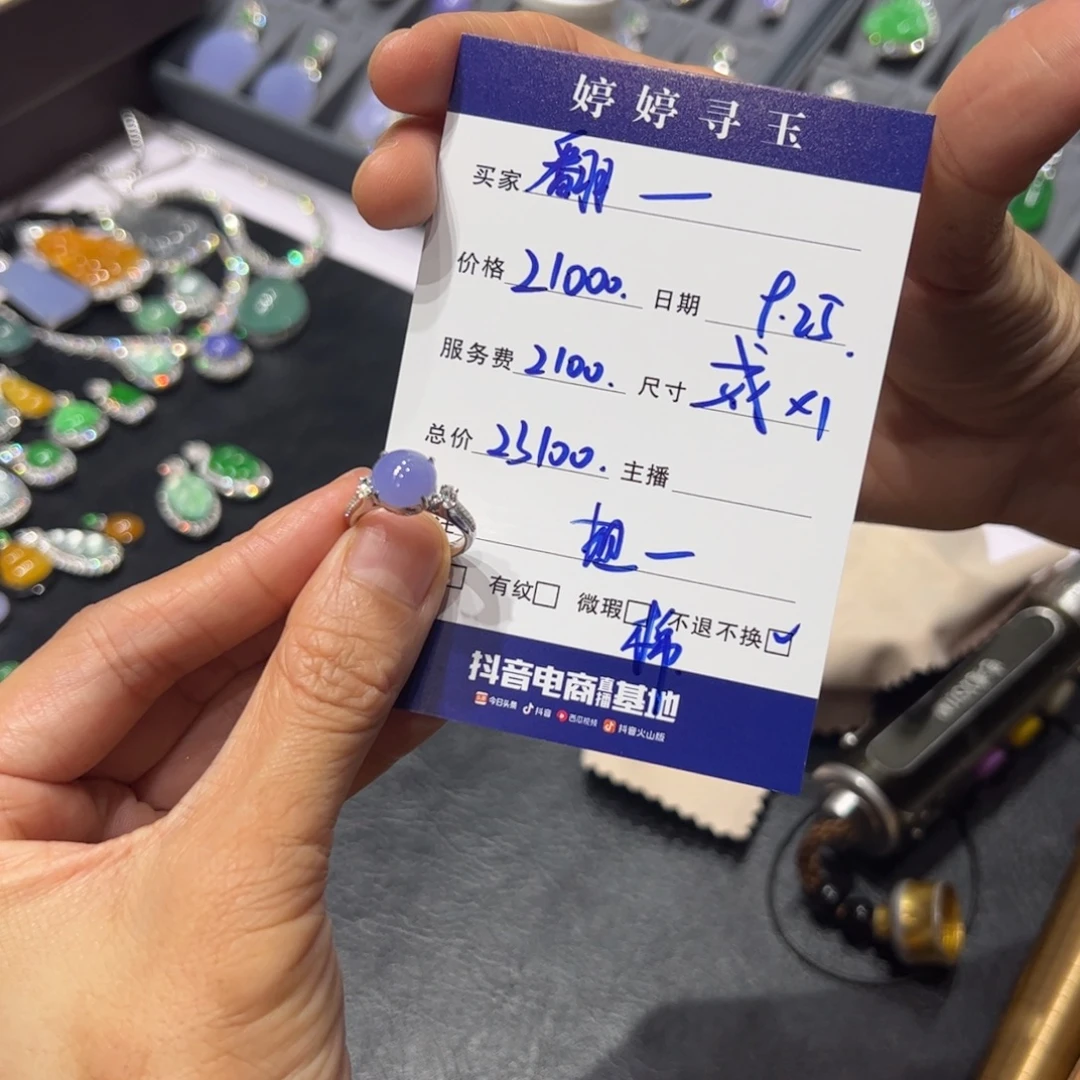 婷婷寻玉
买家 翻一
价格 21000. 日期 9.25.
服务费 2100. 尺寸 戒×1
总价 23100. 主播
一
有纹□ 微瑕□ 不退不换☑
抖音电商直播基地
今日头条 抖音 西瓜视频 抖音火山版